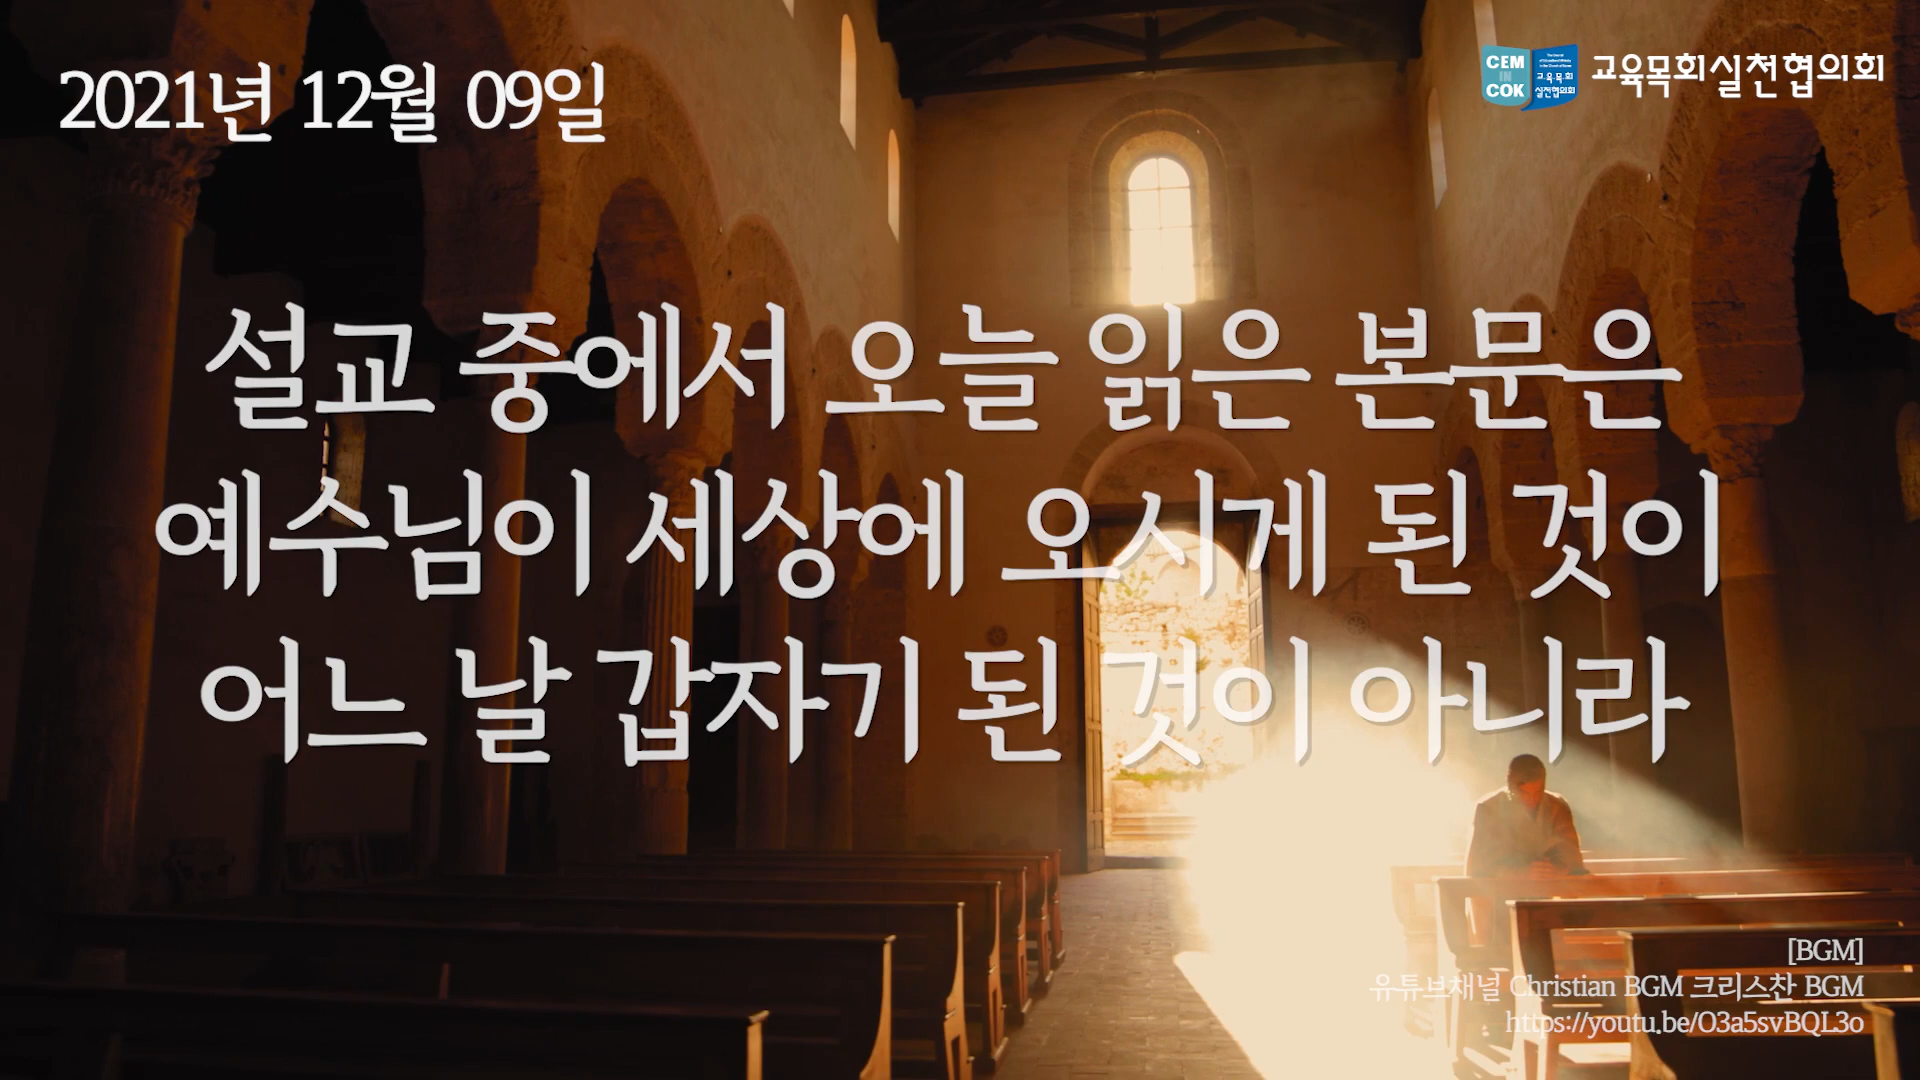 2021년 12월 09일
CEM
IN
COK
교육목회
실천협의회
교육목회실천협의회
설교 중에서 오늘 읽은 본문은
예수님이 세상에 오시게 된 것이
어느 날 갑자기 된 것이 아니라
[BGM]
유튜브채널 Christian BGM 크리스찬 BGM
https://youtu.be/O3a5svBQL3o